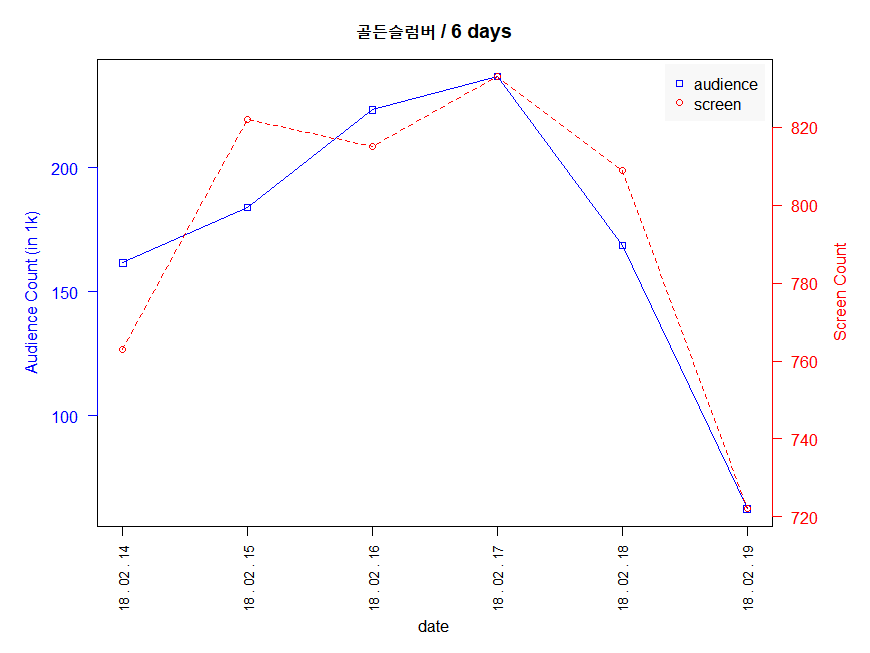 골든슬럼버 / 6 days
audience
screen
Audience Count (in 1k)
200
150
100
Screen Count
820
800
780
760
740
720
18 . 02 . 14
18 . 02 . 15
18 . 02 . 16
18 . 02 . 17
18 . 02 . 18
18 . 02 . 19
date